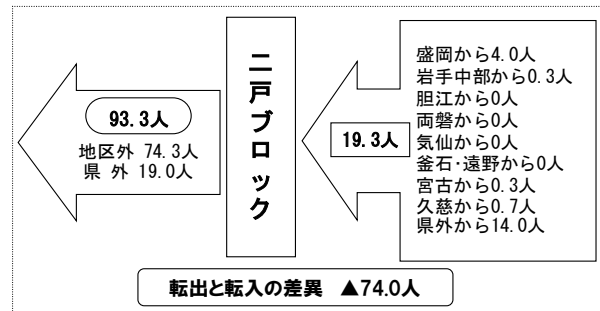 93.3人
地区外 74.3人
県 外 19.0人
二戸ブロック
19.3人
盛岡から4.0人
岩手中部から0.3人
胆江から0人
両磐から0人
気仙から0人
釜石・遠野から0人
宮古から0.3人
久慈から0.7人
県外から14.0人
転出と転入の差異 ▲74.0人